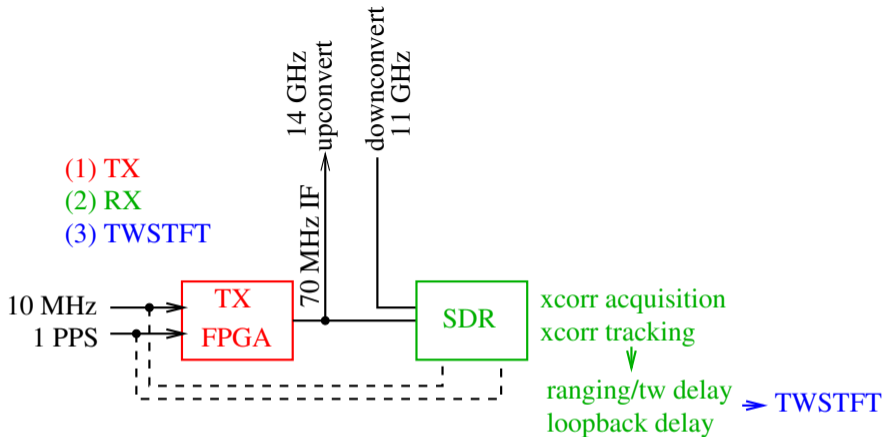 14 GHz
upconvert
downconvert
11 GHz
(1) TX
(2) RX
(3) TWSTFT
70 MHz IF
10 MHz
1 PPS
TX
FPGA
SDR
xcorr acquisition
xcorr tracking
ranging/tw delay
loopback delay
TWSTFT